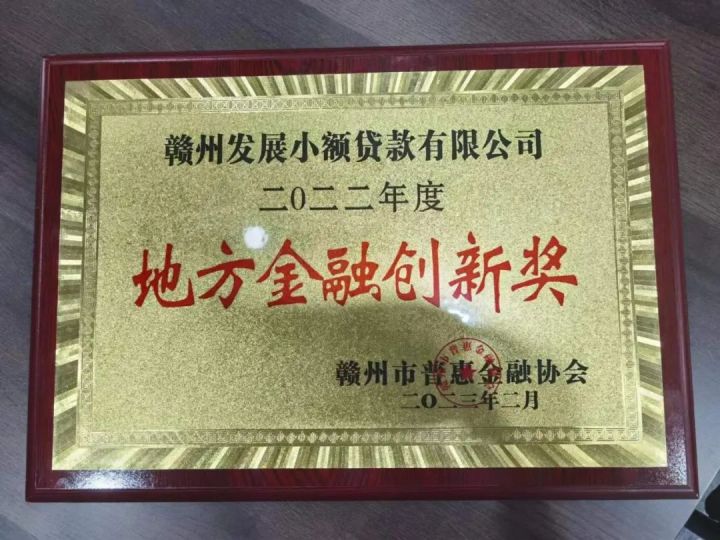 赣州发展小额贷款有限公司
二〇二二年度
地方金融创新奖
赣州市普惠金融协会
二〇二三年二月